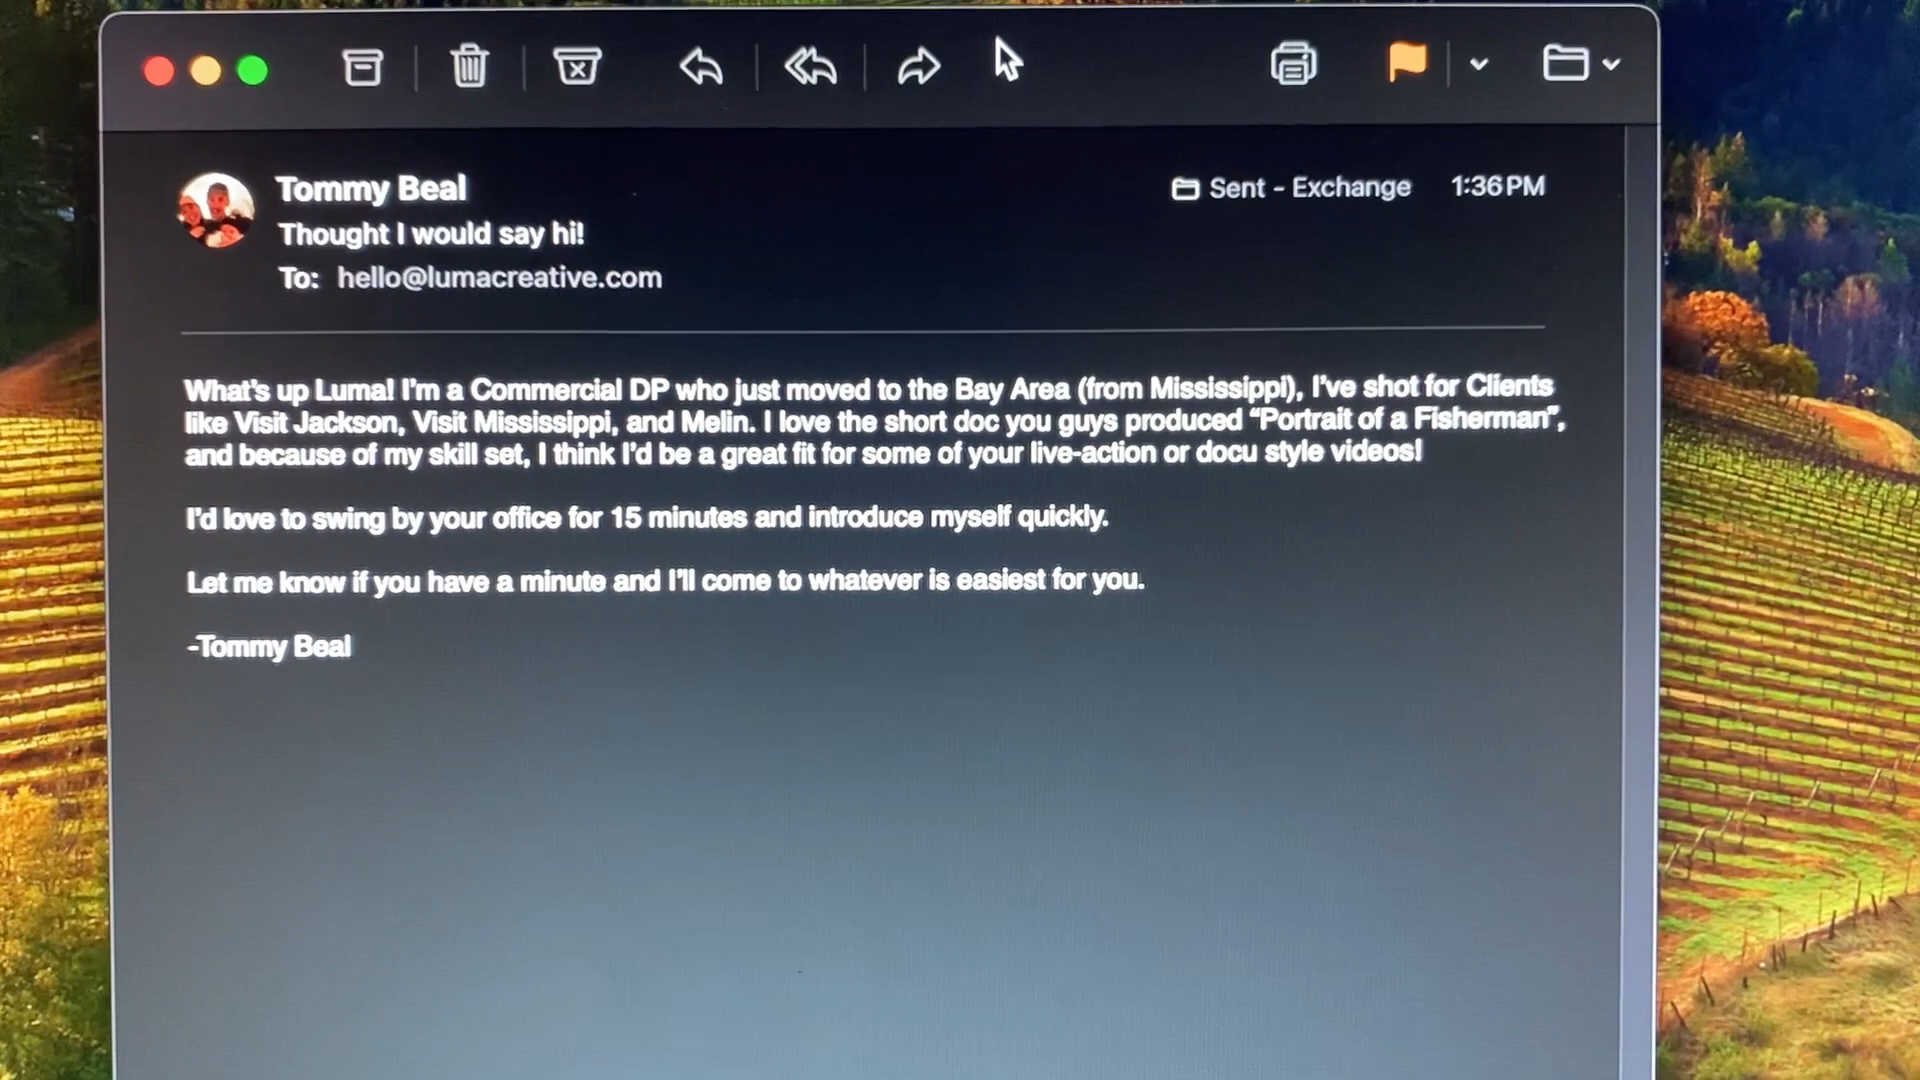 Tommy Beal
Sent - Exchange
1:36 PM
Thought I would say hi!
To: hello@lumacreative.com
What's up Luma! I'm a Commercial DP who just moved to the Bay Area (from Mississippi), I've shot for Clients
like Visit Jackson, Visit Mississippi, and Melin. I love the short doc you guys produced “Portrait of a Fisherman”,
and because of my skill set, I think I'd be a great fit for some of your live-action or docu style videos!
I'd love to swing by your office for 15 minutes and introduce myself quickly.
Let me know if you have a minute and I'll come to whatever is easiest for you.
-Tommy Beal